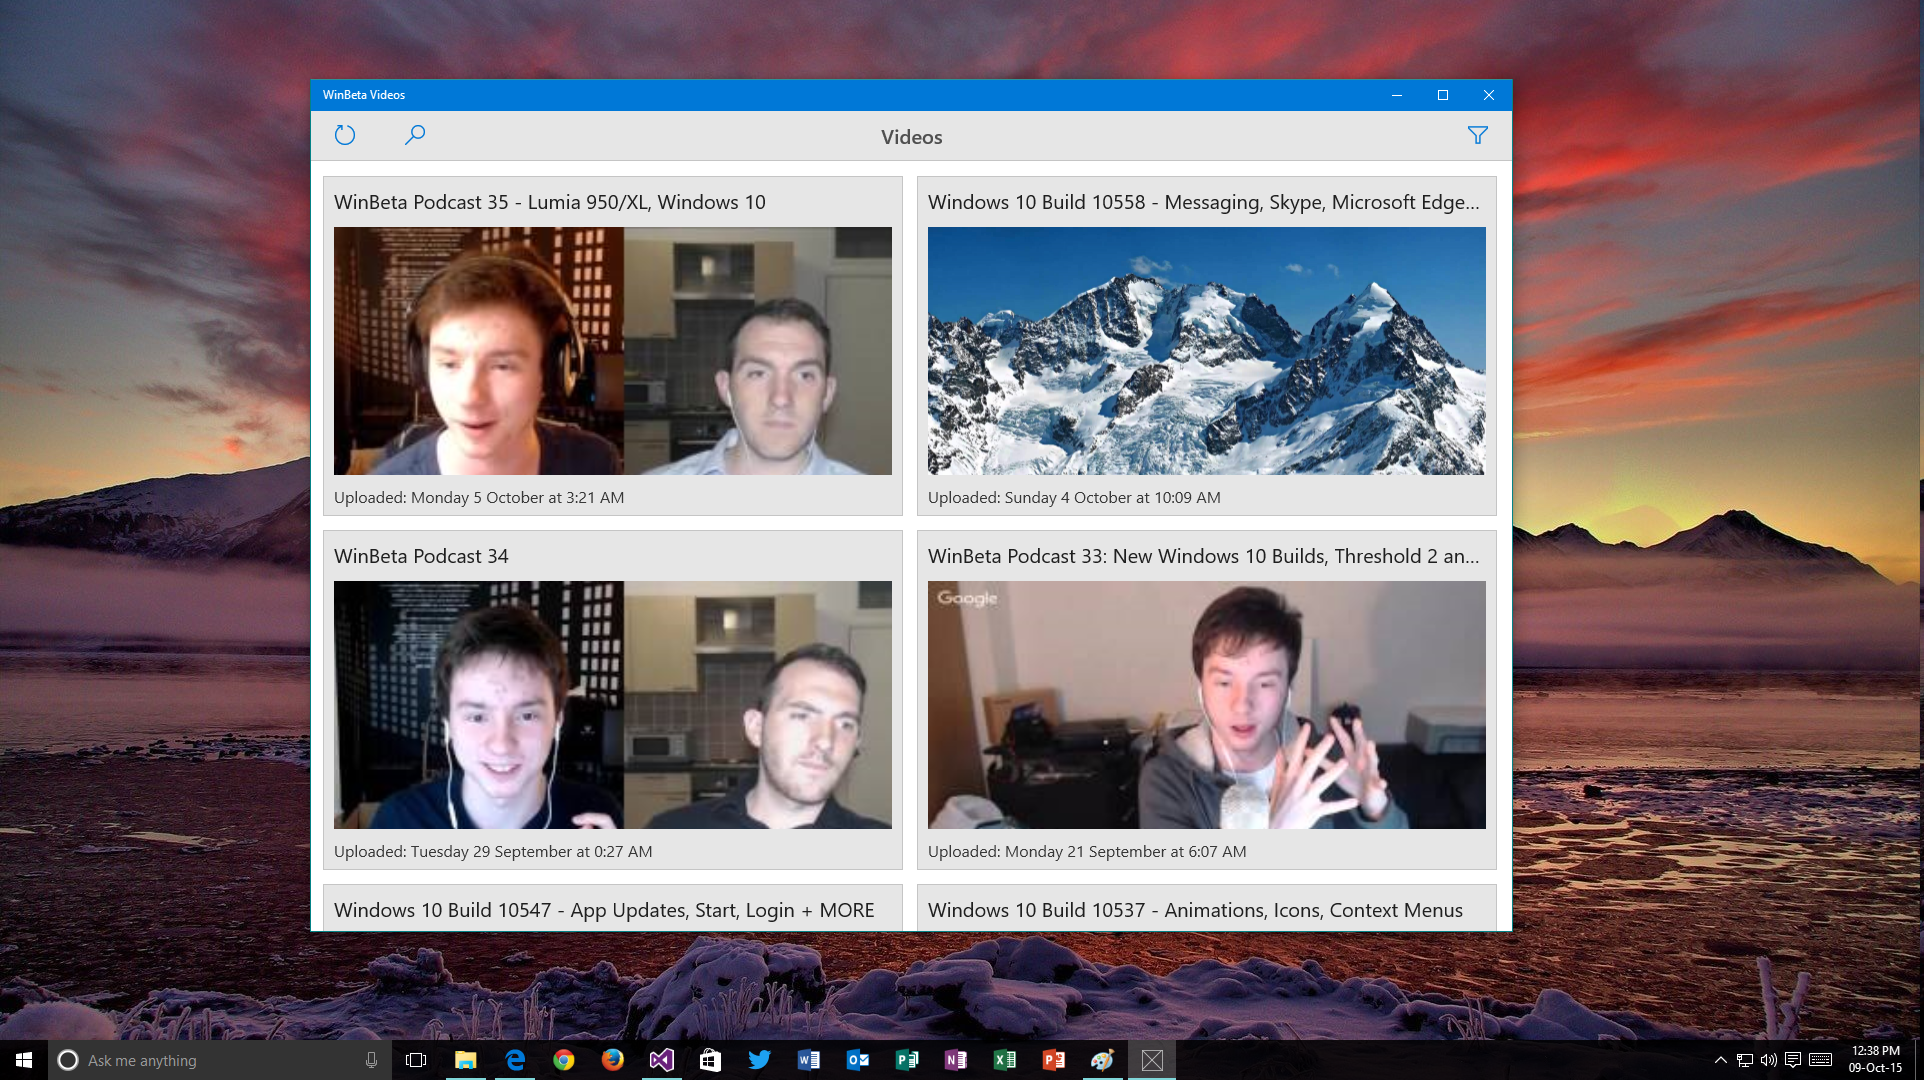 WinBeta Videos
Videos
WinBeta Podcast 35 - Lumia 950/XL, Windows 10
Windows 10 Build 10558 - Messaging, Skype, Microsoft Edge...
Uploaded: Monday 5 October at 3:21 AM
Uploaded: Sunday 4 October at 10:09 AM
WinBeta Podcast 34
WinBeta Podcast 33: New Windows 10 Builds, Threshold 2 an...
Google
Uploaded: Tuesday 29 September at 0:27 AM
Uploaded: Monday 21 September at 6:07 AM
Windows 10 Build 10547 - App Updates, Start, Login + MORE
Windows 10 Build 10537 - Animations, Icons, Context Menus
Ask me anything
12:38 PM
09-Oct-15